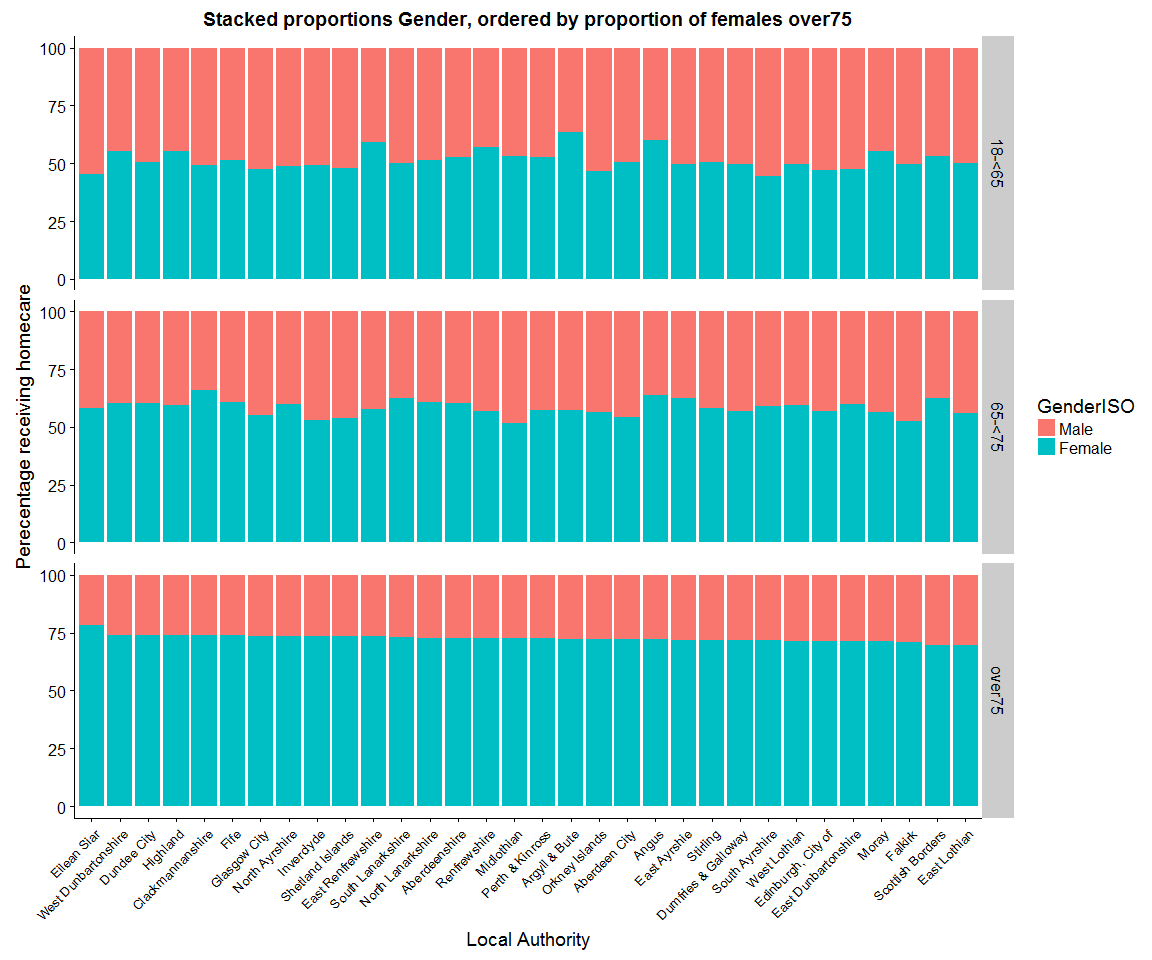 Stacked proportions Gender, ordered by proportion of females over75
Perecentage receiving homecare
100
75
50
25
0
18-<65
100
75
50
25
0
65-<75
100
75
50
25
0
over75
GenderISO
Male
Female
Eilean Siar
West Dunbartonshire
Dundee City
Highland
Clackmannanshire
Fife
Glasgow City
North Ayrshire
Inverclyde
Shetland Islands
East Renfrewshire
South Lanarkshire
North Lanarkshire
Aberdeenshire
Renfrewshire
Midlothian
Perth & Kinross
Argyll & Bute
Orkney Islands
Aberdeen City
Angus
East Ayrshie
Stirling
Dumfries & Galloway
South Ayrshire
West Lothian
Edinburgh, City of
East Dunbartonshire
Moray
Falkirk
Scottish Borders
East Lothian
Local Authority